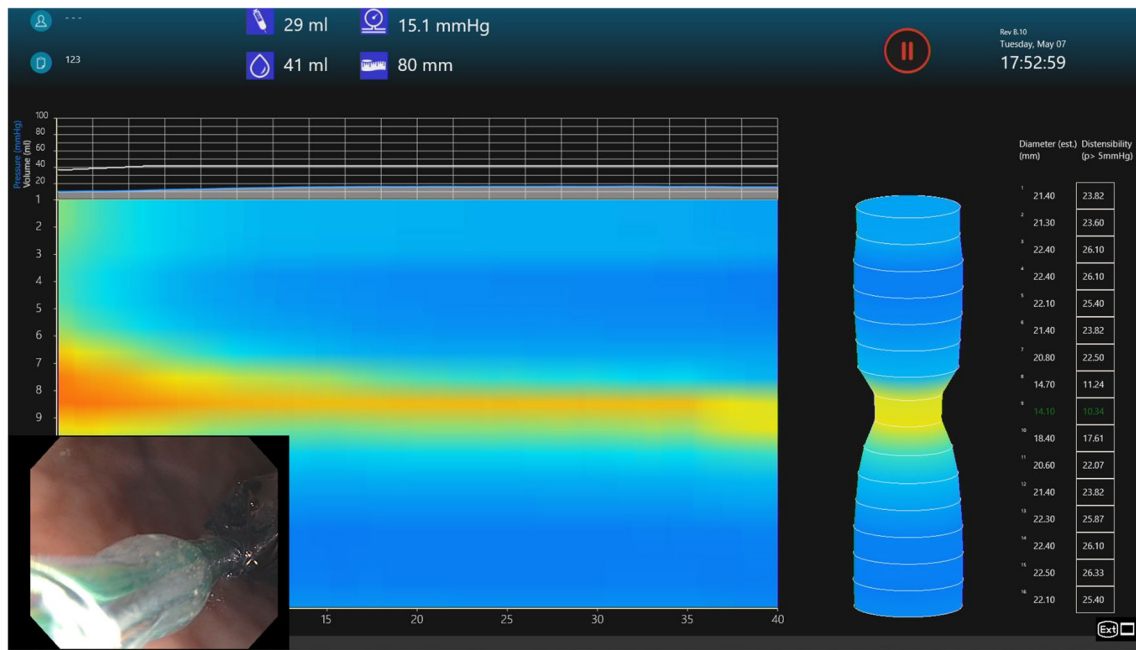 - - -
29 ml
15.1 mmHg
123
41 ml
80 mm
Rev 8.10
Tuesday, May 07
17:52:59
Pressure (mmHg)
Volume (ml)
100
80
60
40
20
1
2
3
4
5
6
7
8
9
15
20
25
30
35
40
Diameter (est.) Distensibility
(mm) (p> 5mmHg)
1 21.40 23.82
2 21.30 23.60
3 22.40 26.10
4 22.40 26.10
5 22.10 25.40
6 21.40 23.82
7 20.80 22.50
8 14.70 11.24
9 14.10 10.34
10 18.40 17.61
11 20.60 22.07
12 21.40 23.82
13 22.30 25.87
14 22.40 26.10
15 22.50 26.33
16 22.10 25.40
Ext